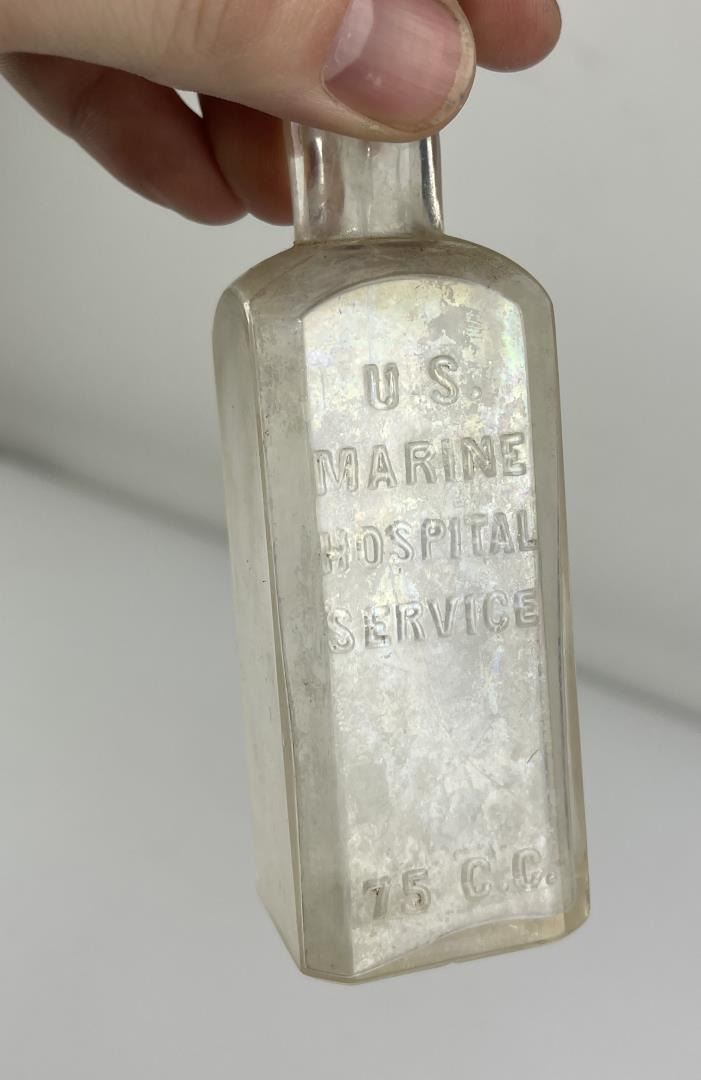 U S.
MARINE
HOSPITAL
SERVICE
75 C.C.